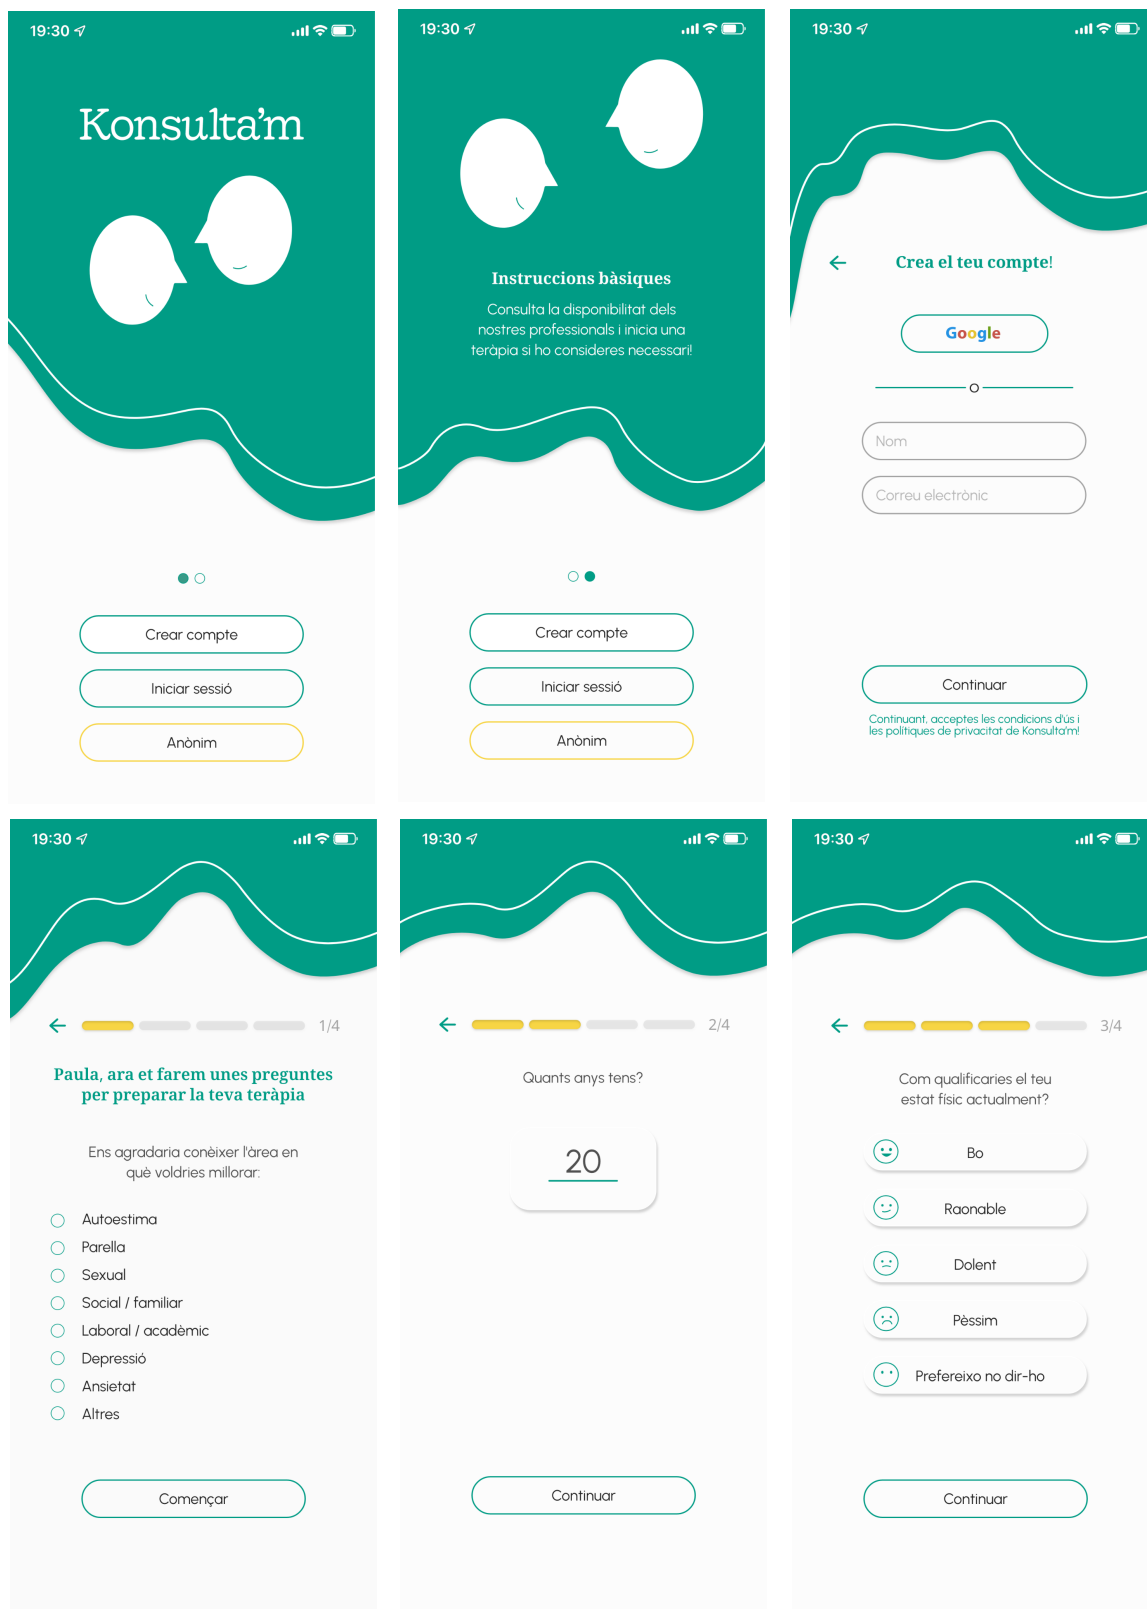 19:30
Konsulta'm
Crear compte
Iniciar sessió
Anònim
19:30
Instruccions bàsiques
Consulta la disponibilitat dels
nostres professionals i inicia una
teràpia si ho consideres necessari!
Crear compte
Iniciar sessió
Anònim
19:30
Crea el teu compte!
Google
O
Nom
Correu electrònic
Continuar
Continuant, acceptes les condicions d'ús i
les polítiques de privacitat de Konsulta'm!
19:30
1/4
Paula, ara et farem unes preguntes
per preparar la teva teràpia
Ens agradaria conèixer l'àrea en
què voldries millorar:
Autoestima
Parella
Sexual
Social / familiar
Laboral / acadèmic
Depressió
Ansietat
Altres
Començar
19:30
2/4
Quants anys tens?
20
Continuar
19:30
3/4
Com qualificaries el teu
estat físic actualment?
Bo
Raonable
Dolent
Pèssim
Prefereixo no dir-ho
Continuar